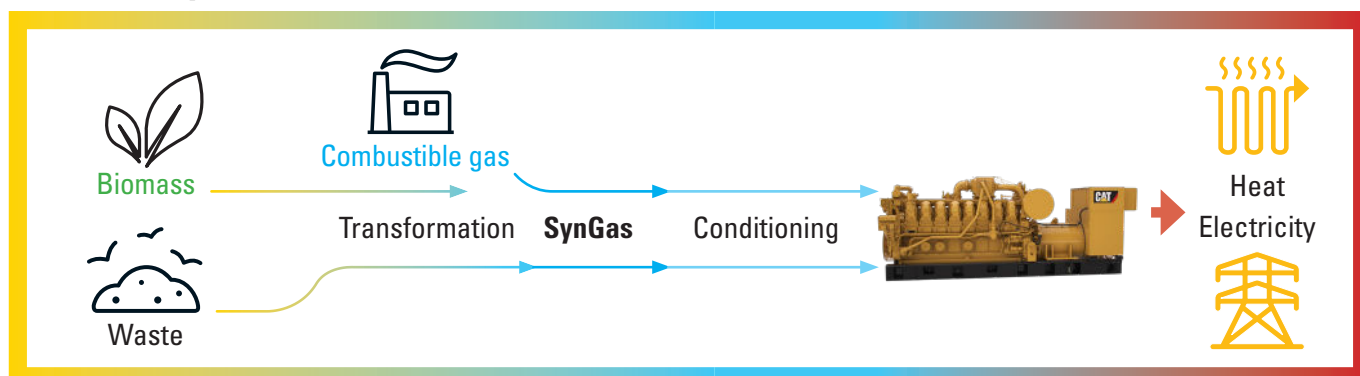 Combustible gas
Biomass
Transformation SynGas Conditioning
CAT
Heat
Electricity
Waste